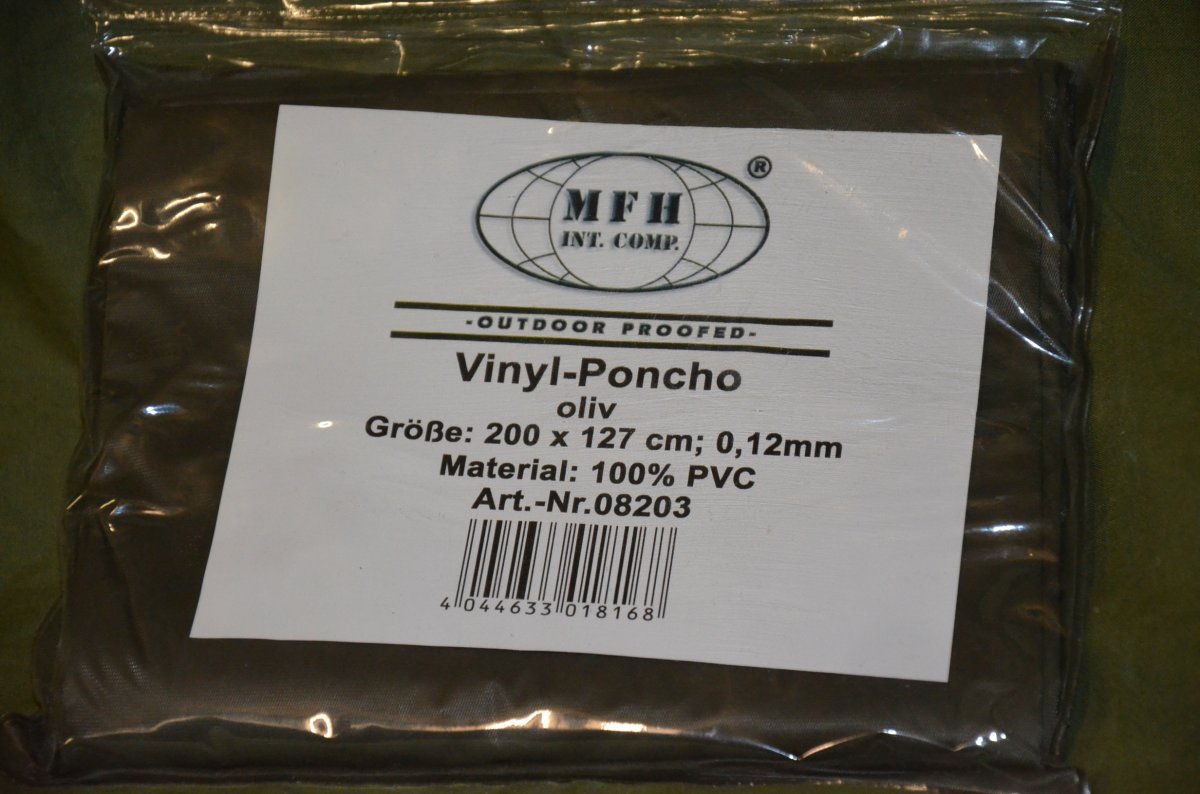 ®
MFH
INT. COMP.
-OUTDOOR PROOFED-
Vinyl-Poncho
oliv
Größe: 200 x 127 cm; 0,12mm
Material: 100% PVC
Art.-Nr.08203
4 044633 018168